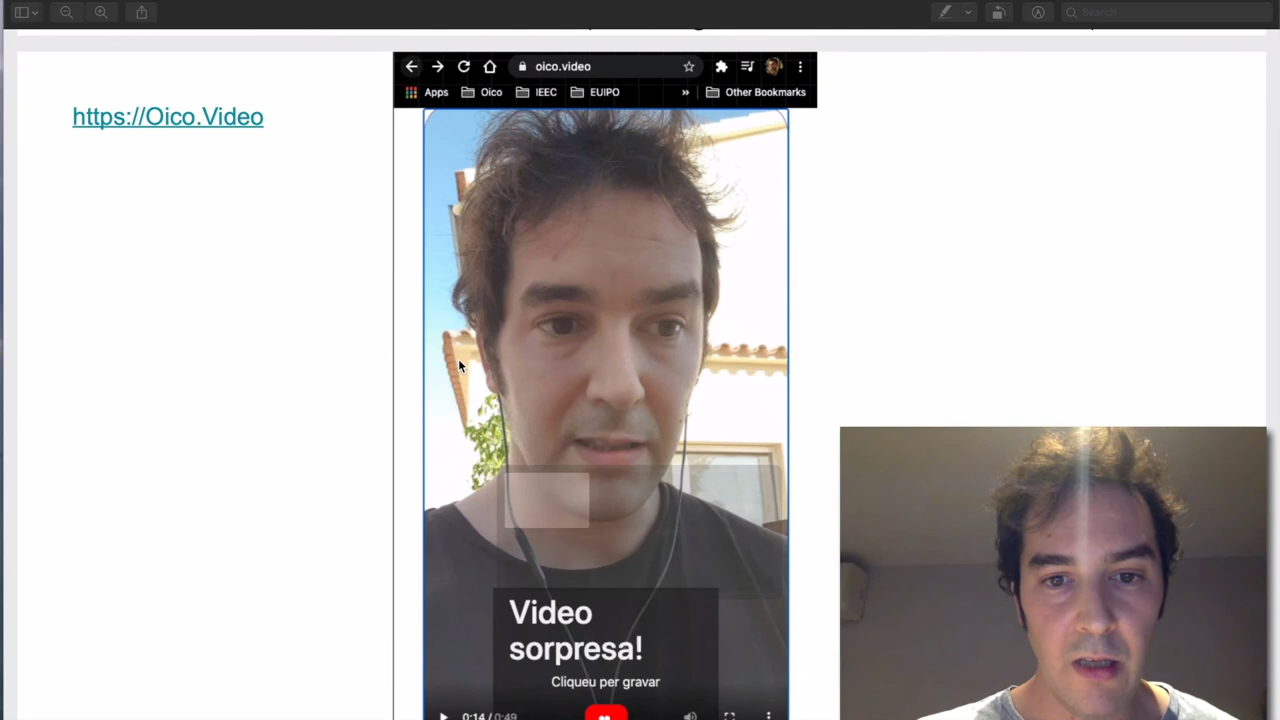 Search
https://Oico.Video
oico.video
Apps Oico IEEC EUIPO » Other Bookmarks
Video
sorpresa!
Cliqueu per gravar
0:14 / 0:49